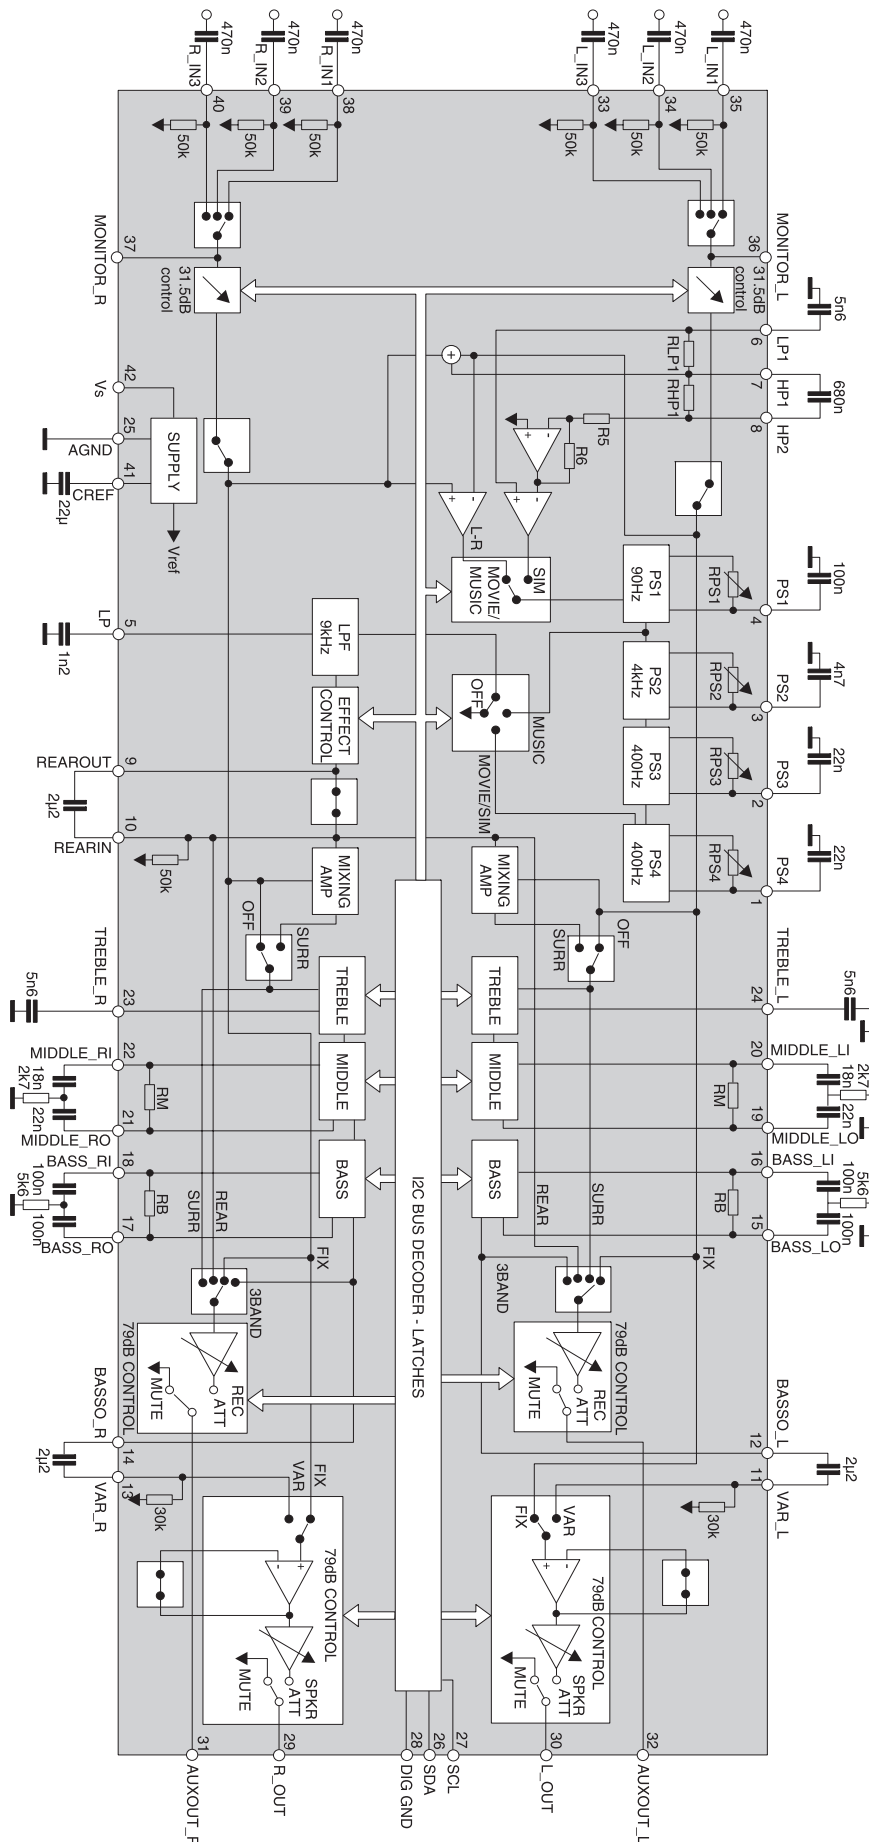 470n
470n
470n
470n
470n
470n
R_IN3
R_IN2
R_IN1
L_IN3
L_IN2
L_IN1
40
39
38
33
34
35
50k
50k
50k
50k
50k
50k
MONITOR_R
37
31.5dB
control
MONITOR_L
36
31.5dB
control
5n6
6
LP1
RLP1
680n
7
HP1
RHP1
8
HP2
42
Vs
25
AGND
41
CREF
22µ
SUPPLY
Vref
+
R5
R6
+
-
+
-
+
-
L-R
SIM
MOVIE/
MUSIC
PS1
90Hz
RPS1
PS1
4
100n
5
LP
1n2
LPF
9kHz
PS2
4kHz
RPS2
PS2
3
4n7
EFFECT
CONTROL
OFF
MUSIC
MOVIE/SIM
PS3
400Hz
RPS3
PS3
2
22n
9
REAROUT
2µ2
10
REARIN
50k
PS4
400Hz
RPS4
PS4
1
22n
MIXING
AMP
MIXING
AMP
OFF
SURR
OFF
SURR
TREBLE_R
23
5n6
TREBLE
TREBLE
TREBLE_L
24
5n6
22
MIDDLE_RI
18n
2k7
22n
21
MIDDLE_RO
RM
MIDDLE
MIDDLE
RM
20
MIDDLE_LI
18n
2k7
22n
19
MIDDLE_LO
18
BASS_RI
100n
5k6
100n
17
BASS_RO
RB
BASS
BASS
RB
16
BASS_LI
100n
5k6
100n
15
BASS_LO
I2C BUS DECODER - LATCHES
SURR
REAR
FIX
3BAND
REAR
SURR
FIX
3BAND
79dB CONTROL
REC
ATT
MUTE
79dB CONTROL
REC
ATT
MUTE
BASSO_R
14
2µ2
13
VAR_R
30k
BASSO_L
12
2µ2
11
VAR_L
30k
VAR
FIX
FIX
VAR
+
-
79dB CONTROL
SPKR
ATT
MUTE
+
-
79dB CONTROL
SPKR
ATT
MUTE
31
29
28
26
27
30
32
AUXOUT_R
R_OUT
DIG GND
SDA
SCL
L_OUT
AUXOUT_L